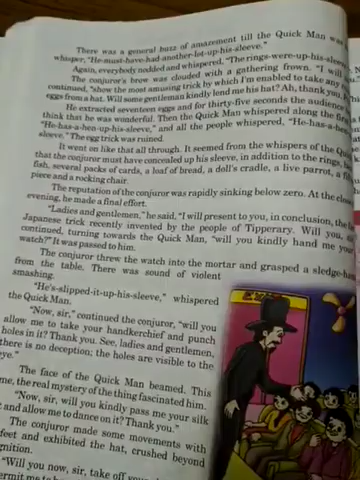 There was a general buzz of amazement till the Quick Man was
whisper, "He-must-have-had-another-lot-up-his-sleeve."
Again, everybody nodded and whispered, "The-rings-were-up-his-sleeve
The conjuror's brow was clouded with a gathering frown. "I will
continued, "show the most amusing trick by which I'm enabled to take any
eggs from a hat. Will some gentleman kindly lend me his hat? Ah, thank you,
He extracted seventeen eggs and for thirty-five seconds the audience
think that he was wonderful. Then the Quick Man whispered along the
"He-has-a-hen-up-his-sleeve," and all the people whispered, "He-has-a-
sleeve." The egg trick was ruined.
It went on like that all through. It seemed from the whispers of the Qu
that the conjuror must have concealed up his sleeve, in addition to the rings,
fish, several packs of cards, a loaf of bread, a doll's cradle, a live parrot, a
piece and a rocking chair.
The reputation of the conjuror was rapidly sinking below zero. At the close
evening, he made a final effort.
"Ladies and gentlemen," he said, "I will present to you, in conclusion, the
Japanese trick recently invented by the people of Tipperary. Will you,
continued, turning towards the Quick Man, "will you kindly hand me your
watch?" It was passed to him.
The conjuror threw the watch into the mortar and grasped a sledge-
from the table. There was sound of violent
smashing.
"He's-slipped-it-up-his-sleeve," whispered
the Quick Man.
"Now, sir," continued the conjuror, "will you
allow me to take your handkerchief and punch
holes in it? Thank you. See, ladies and gentlemen,
there is no deception; the holes are visible to the
eye."
The face of the Quick Man beamed. This
me, the real mystery of the thing fascinated him.
"Now, sir, will you kindly pass me your silk
and allow me to dance on it? Thank you."
The conjuror made some movements with
feet and exhibited the hat, crushed beyond
gnition.
"Will you now, sir, take off your